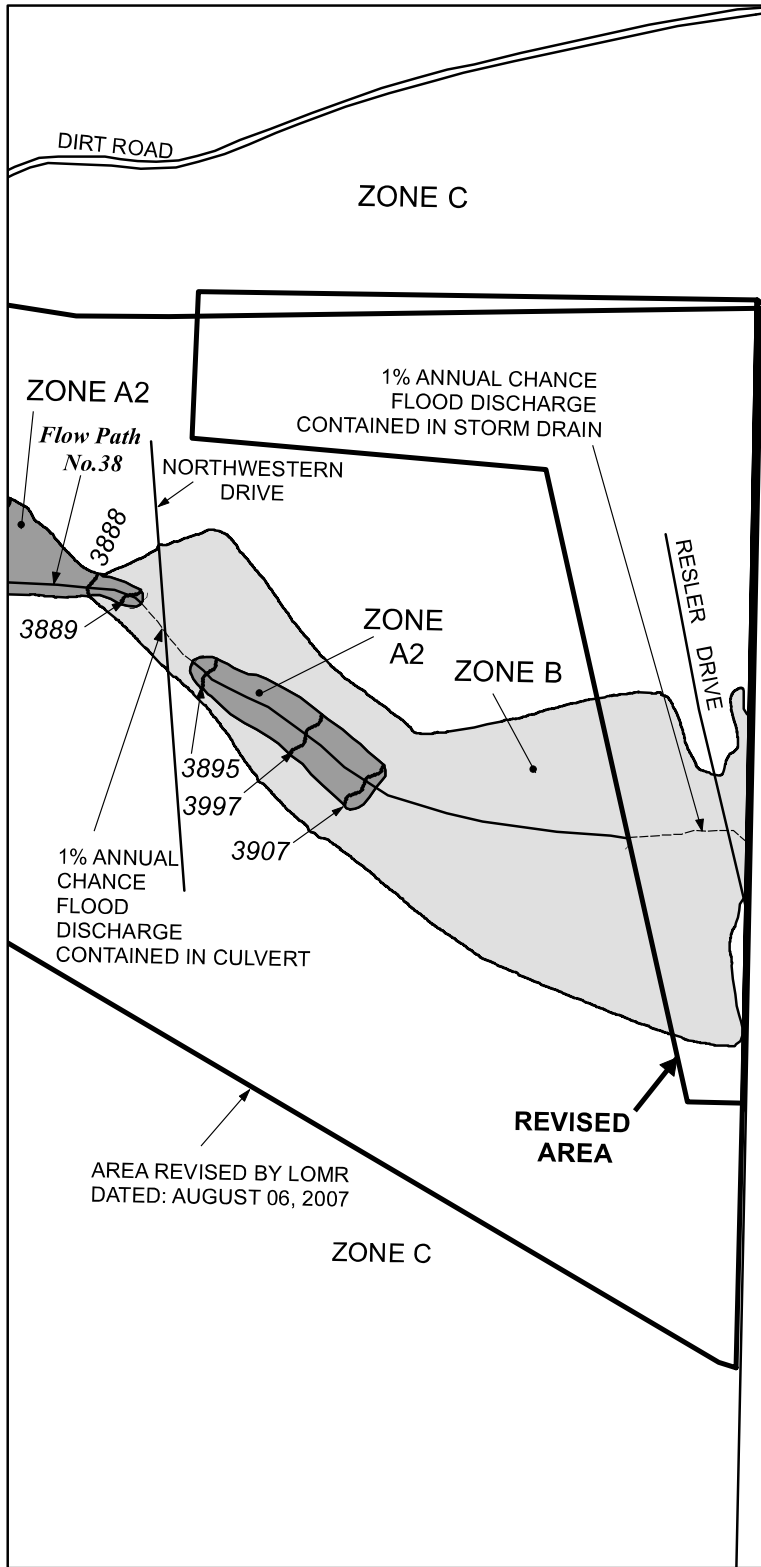 DIRT ROAD
ZONE C
1% ANNUAL CHANCE
FLOOD DISCHARGE
CONTAINED IN STORM DRAIN
ZONE A2
Flow Path
No.38
NORTHWESTERN
DRIVE
3888
3889
RESLER DRIVE
ZONE
A2
ZONE B
3895
3997
3907
1% ANNUAL
CHANCE
FLOOD
DISCHARGE
CONTAINED IN CULVERT
REVISED
AREA
AREA REVISED BY LOMR
DATED: AUGUST 06, 2007
ZONE C